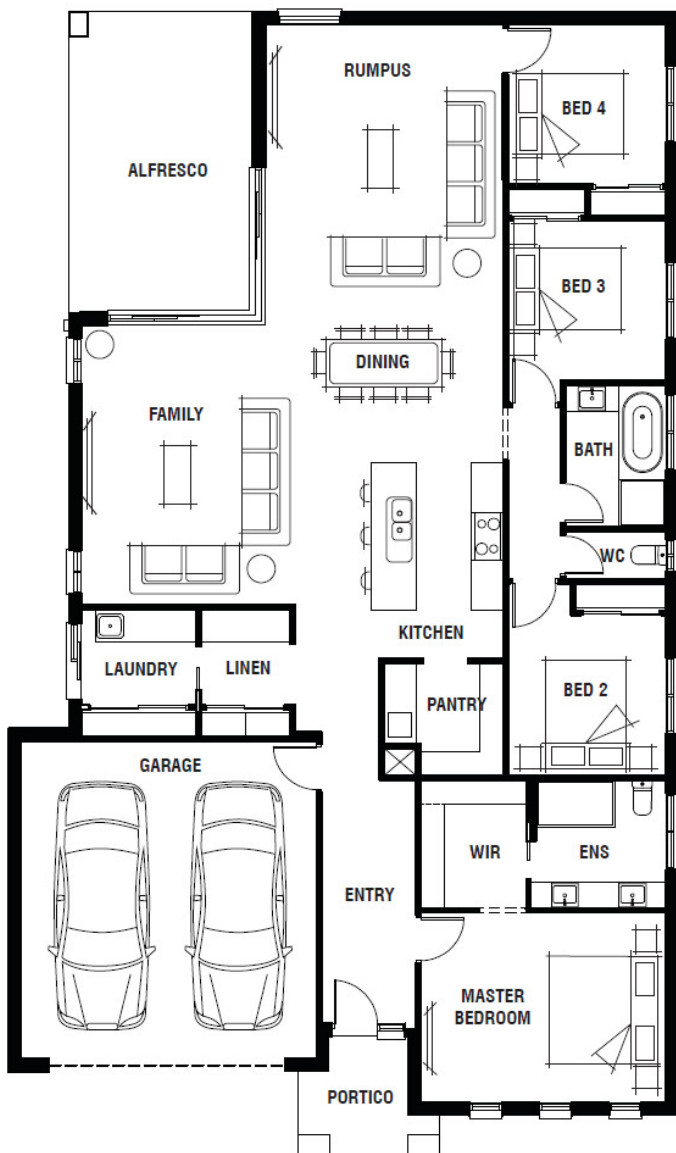 RUMPUS
BED 4
ALFRESCO
BED 3
DINING
FAMILY
BATH
WC
KITCHEN
LAUNDRY
LINEN
PANTRY
BED 2
GARAGE
WIR
ENS
ENTRY
MASTER
BEDROOM
PORTICO